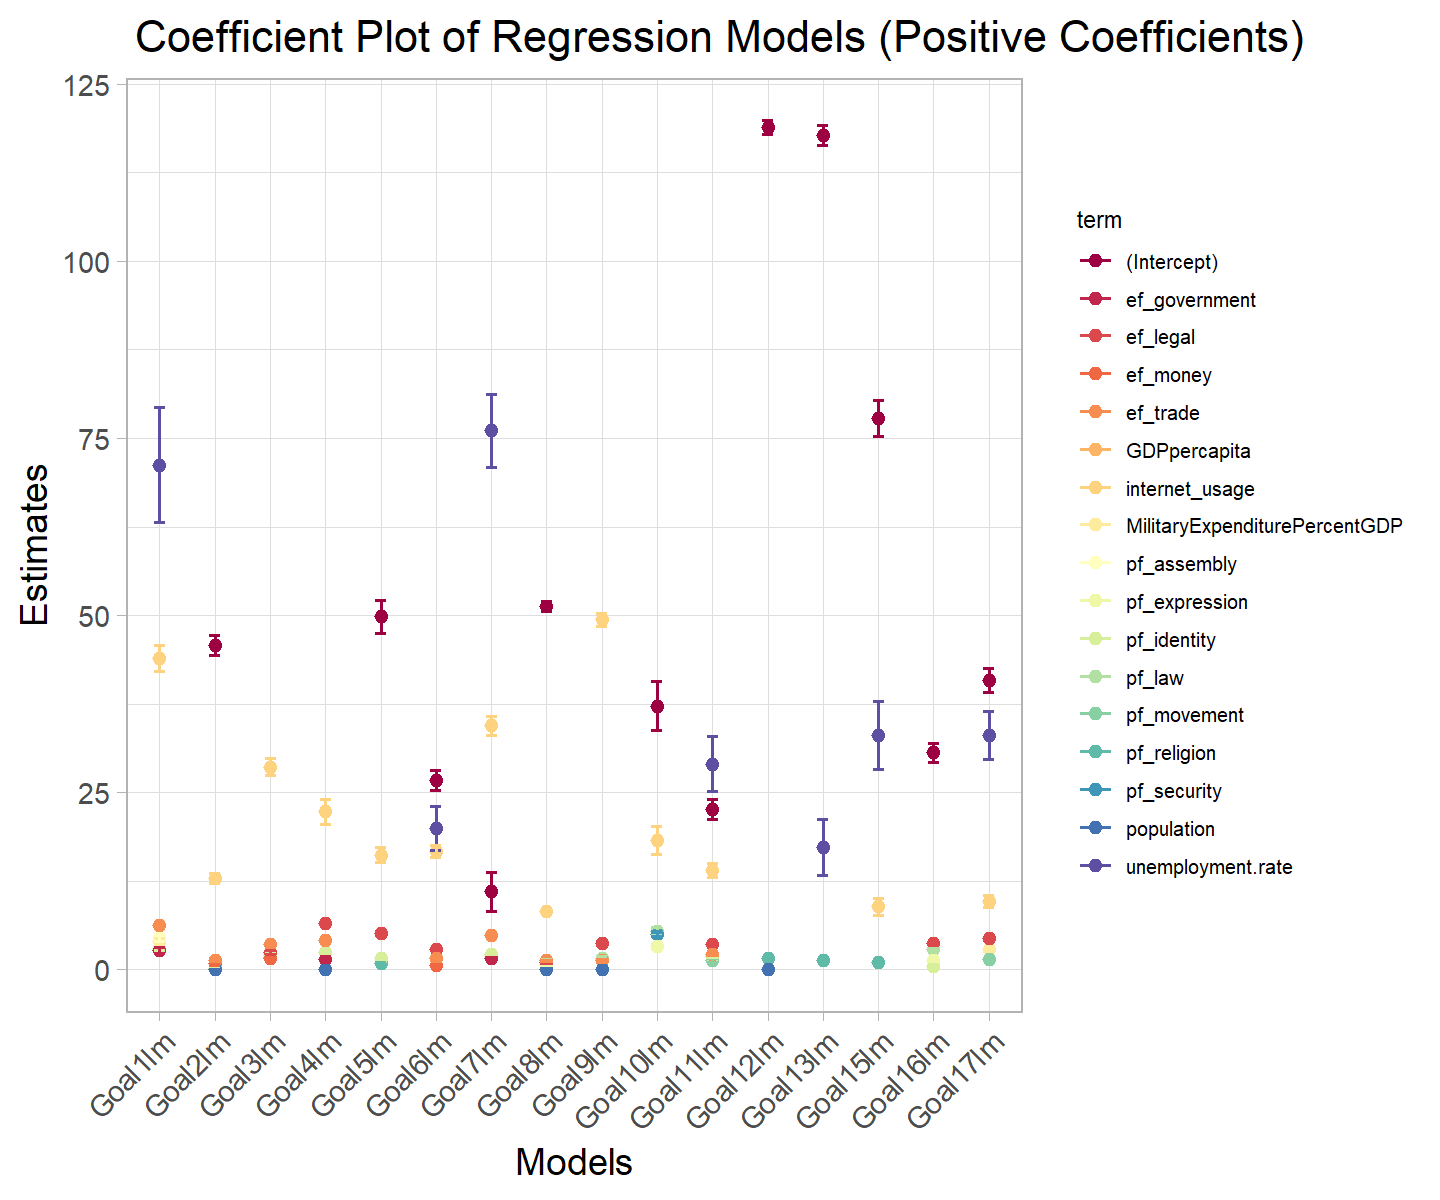 Coefficient Plot of Regression Models (Positive Coefficients)
125
100
75
50
25
0
Estimates
Goal1lm
Goal2lm
Goal3lm
Goal4lm
Goal5lm
Goal6lm
Goal7lm
Goal8lm
Goal9lm
Goal10lm
Goal11lm
Goal12lm
Goal13lm
Goal15lm
Goal16lm
Goal17lm
Models
term
(Intercept)
ef_government
ef_legal
ef_money
ef_trade
GDPpercapita
internet_usage
MilitaryExpenditurePercentGDP
pf_assembly
pf_expression
pf_identity
pf_law
pf_movement
pf_religion
pf_security
population
unemployment.rate